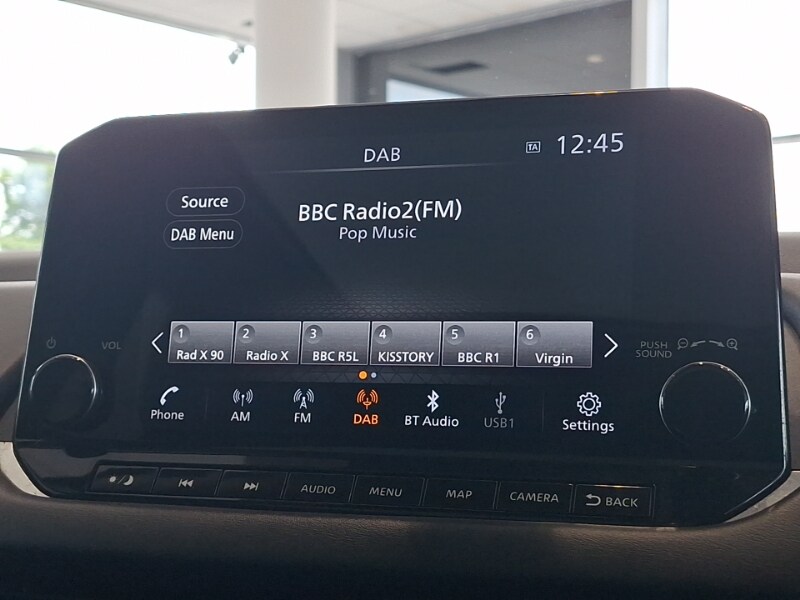 DAB
TA 12:45
Source
BBC Radio2(FM)
DAB Menu
Pop Music
1 2 3 4 5 6
Rad X 90 Radio X BBC R5L KISSTORY BBC R1 Virgin
VOL
PUSH
SOUND
Phone AM FM DAB BT Audio USB1 Settings
AUDIO MENU MAP CAMERA BACK